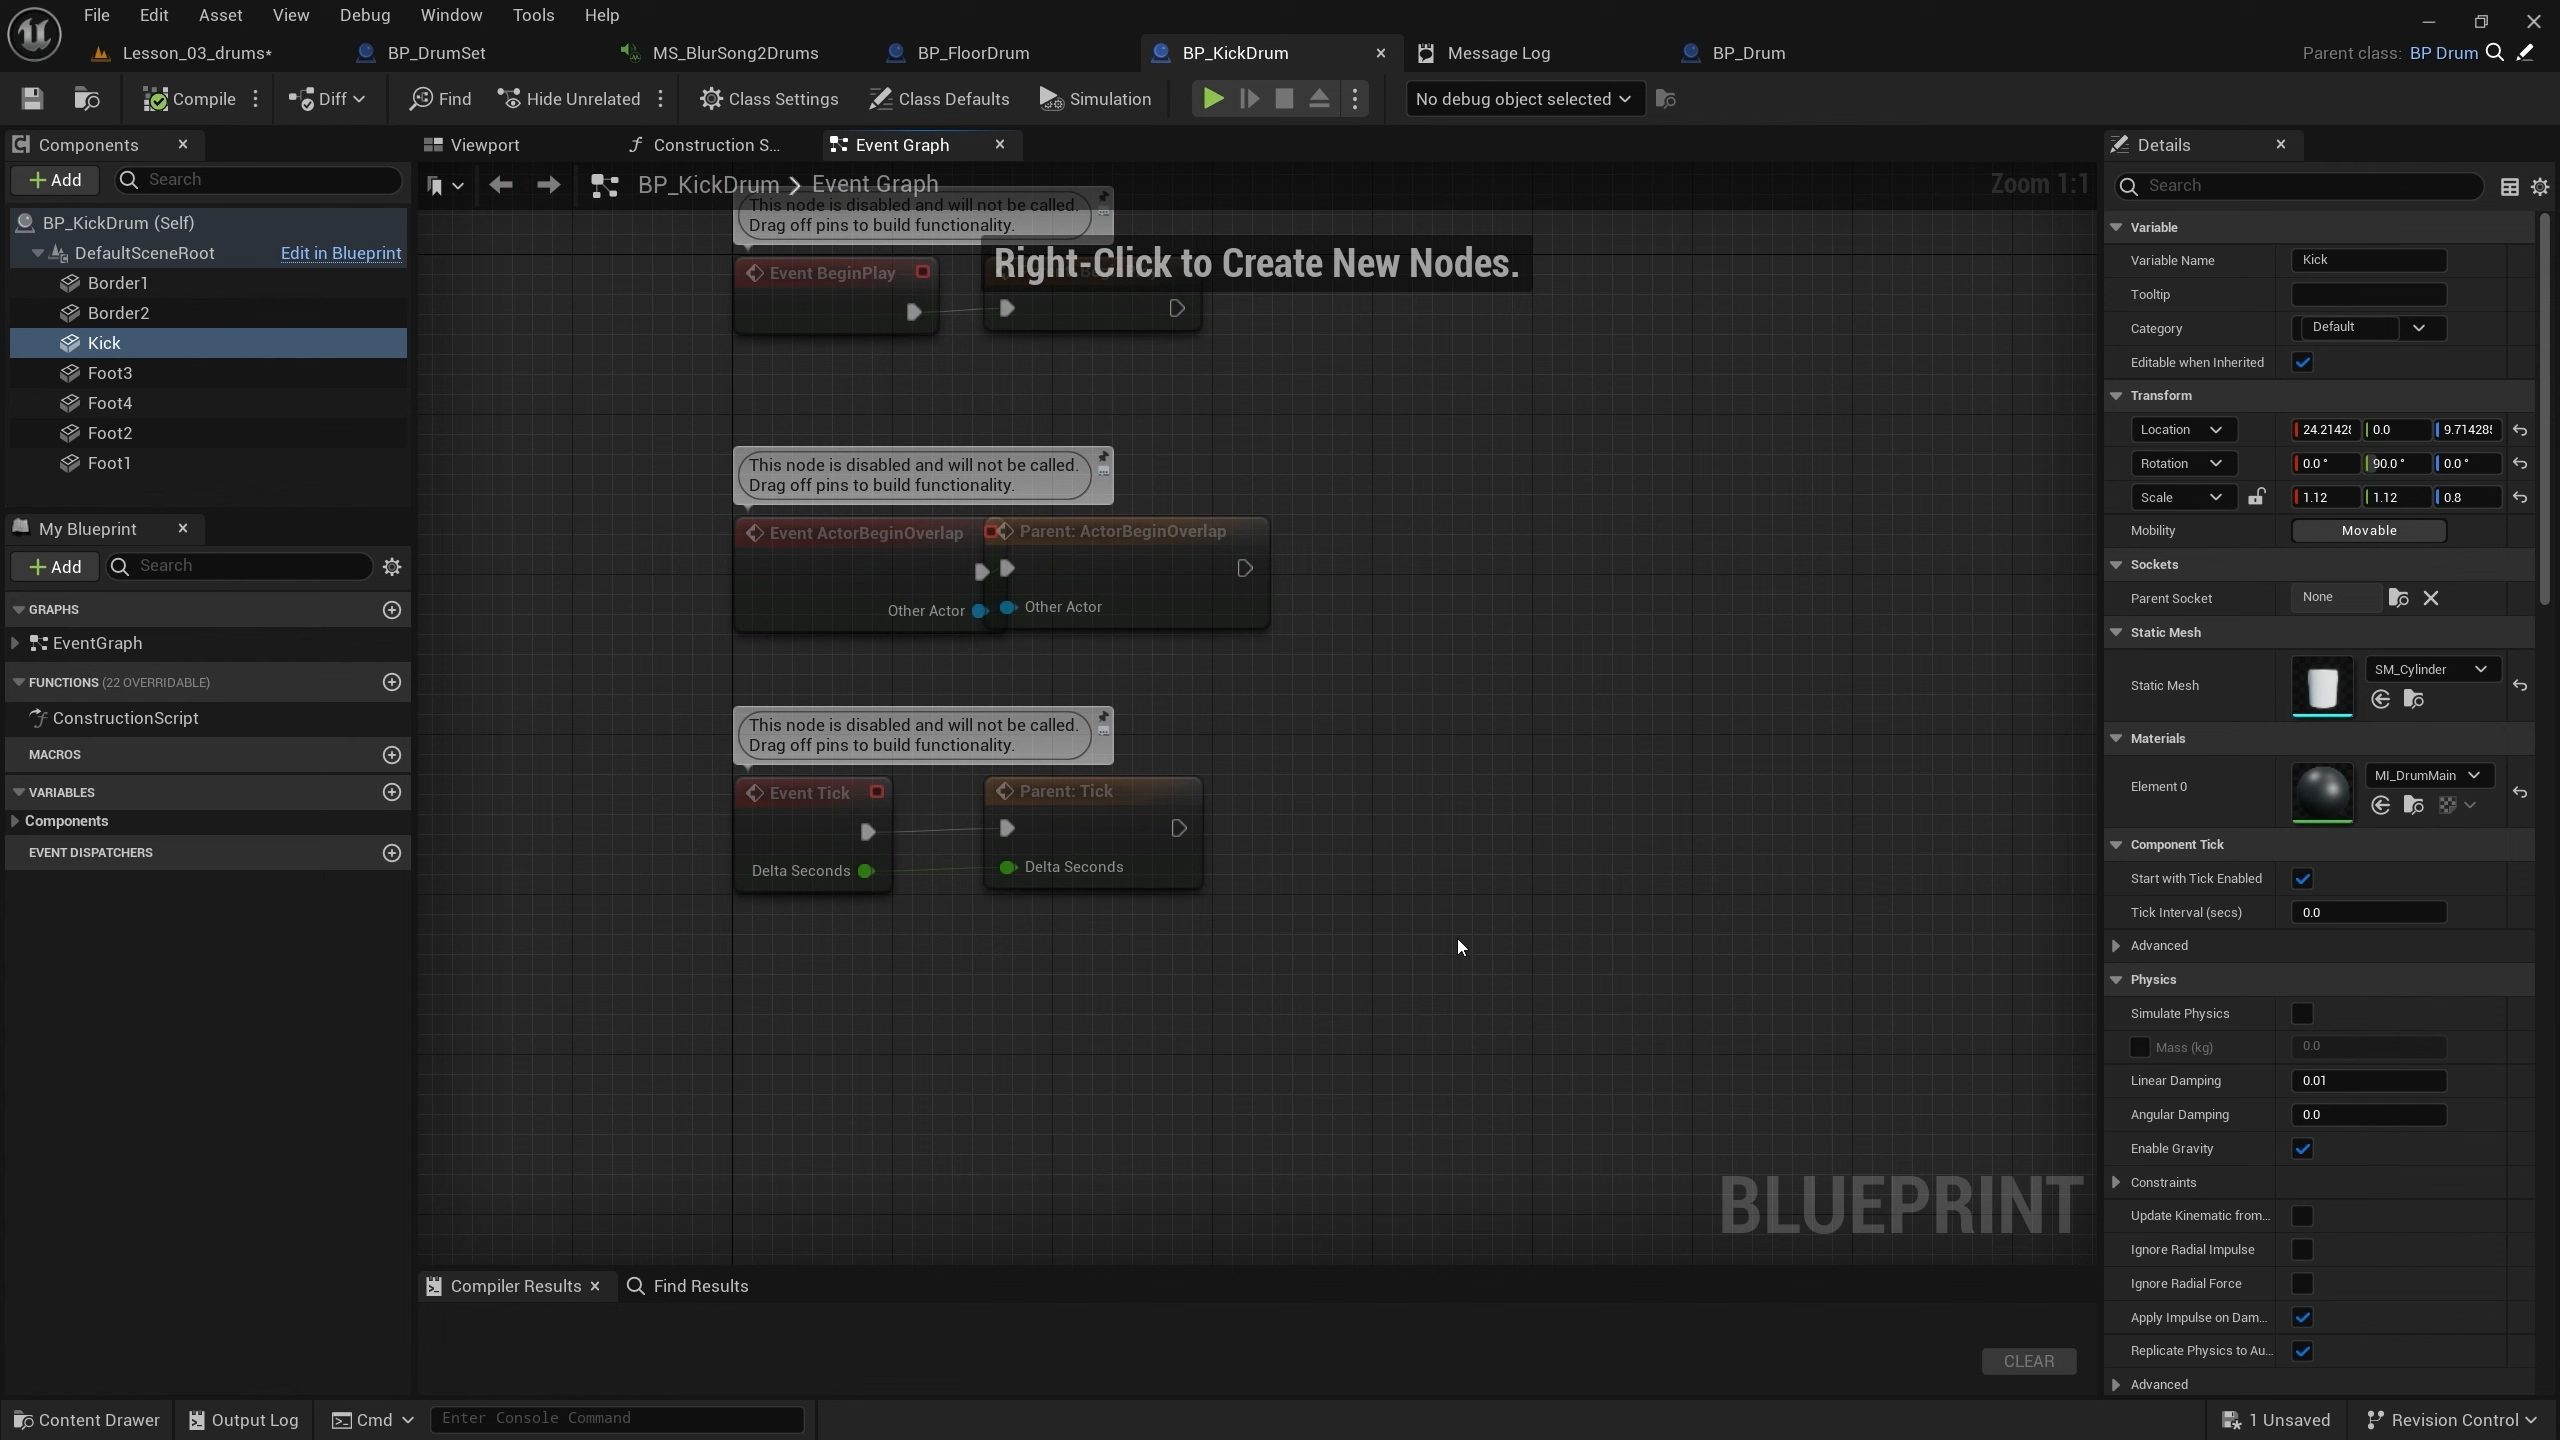 File Edit Asset View Debug Window Tools Help
Lesson_03_drums* BP_DrumSet MS_BlurSong2Drums BP_FloorDrum BP_KickDrum Message Log BP_Drum Parent class: BP Drum
Compile Diff Find Hide Unrelated Class Settings Class Defaults Simulation No debug object selected
Components
Add Search
BP_KickDrum (Self)
DefaultSceneRoot Edit in Blueprint
Border1
Border2
Kick
Foot3
Foot4
Foot2
Foot1
My Blueprint
Add Search
GRAPHS
EventGraph
FUNCTIONS (22 OVERRIDABLE)
ConstructionScript
MACROS
VARIABLES
Components
EVENT DISPATCHERS
Viewport Construction S... Event Graph
BP_KickDrum > Event Graph Zoom 1:1
This node is disabled and will not be called.
Drag off pins to build functionality.
Right-Click to Create New Nodes.
Event BeginPlay
This node is disabled and will not be called.
Drag off pins to build functionality.
Event ActorBeginOverlap Parent: ActorBeginOverlap
Other Actor Other Actor
This node is disabled and will not be called.
Drag off pins to build functionality.
Event Tick Parent: Tick
Delta Seconds Delta Seconds
BLUEPRINT
Compiler Results Find Results
CLEAR
Details
Search
Variable
Variable Name Kick
Tooltip
Category Default
Editable when Inherited
Transform
Location 24.21428 0.0 9.71428
Rotation 0.0 ° 90.0 ° 0.0 °
Scale 1.12 1.12 0.8
Mobility Movable
Sockets
Parent Socket None
Static Mesh
Static Mesh SM_Cylinder
Materials
Element 0 MI_DrumMain
Component Tick
Start with Tick Enabled
Tick Interval (secs) 0.0
Advanced
Physics
Simulate Physics
Mass (kg) 0.0
Linear Damping 0.01
Angular Damping 0.0
Enable Gravity
Constraints
Update Kinematic from...
Ignore Radial Impulse
Ignore Radial Force
Apply Impulse on Dam...
Replicate Physics to Au...
Advanced
Content Drawer Output Log Cmd Enter Console Command 1 Unsaved Revision Control